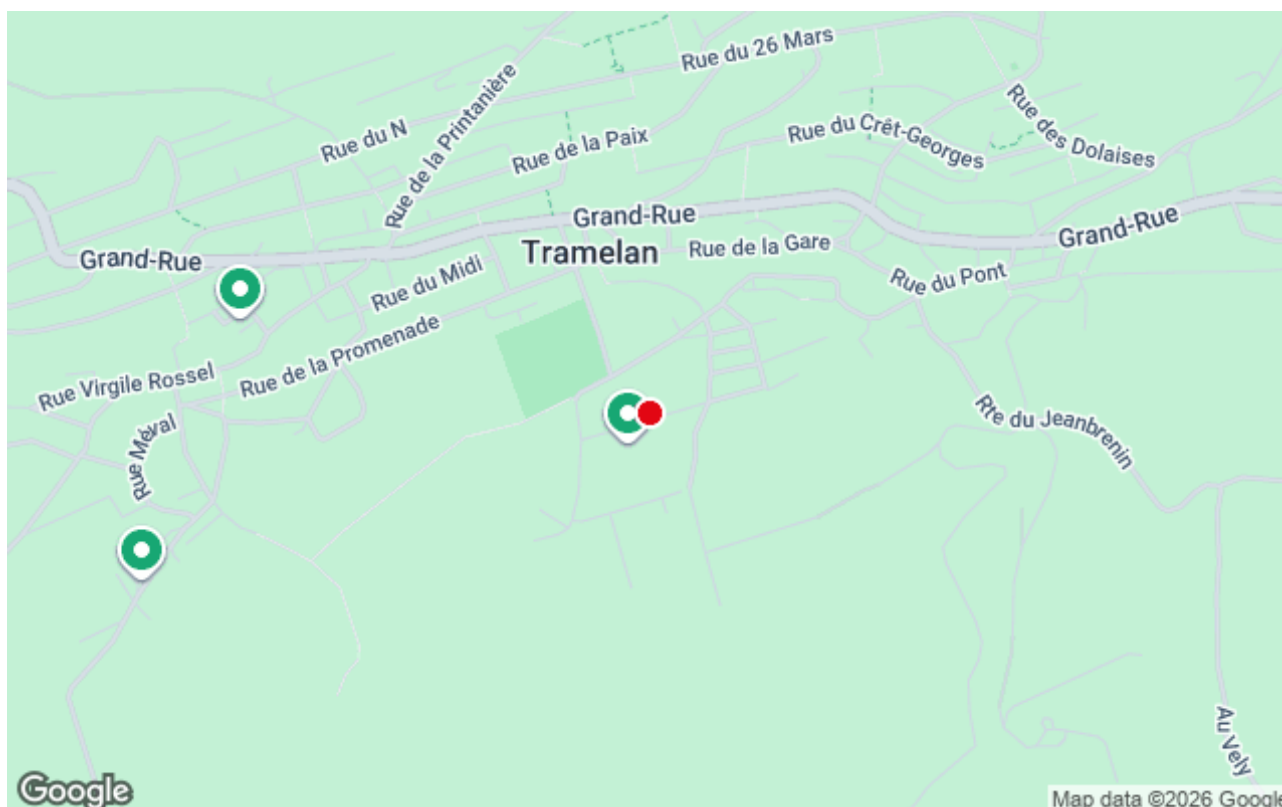 Rue du 26 Mars
Rue de la Printanière
Rue du N
Rue de la Paix
Rue du Crêt-Georges
Rue des Dolaises
Grand-Rue
Grand-Rue
Grand-Rue
Tramelan
Rue de la Gare
Rue du Midi
Rue du Pont
Rue de la Promenade
Rue Virgile Rossel
Rue Méval
Rte du Jeanbrenin
Au Vely
Google
Map data ©2026 Google